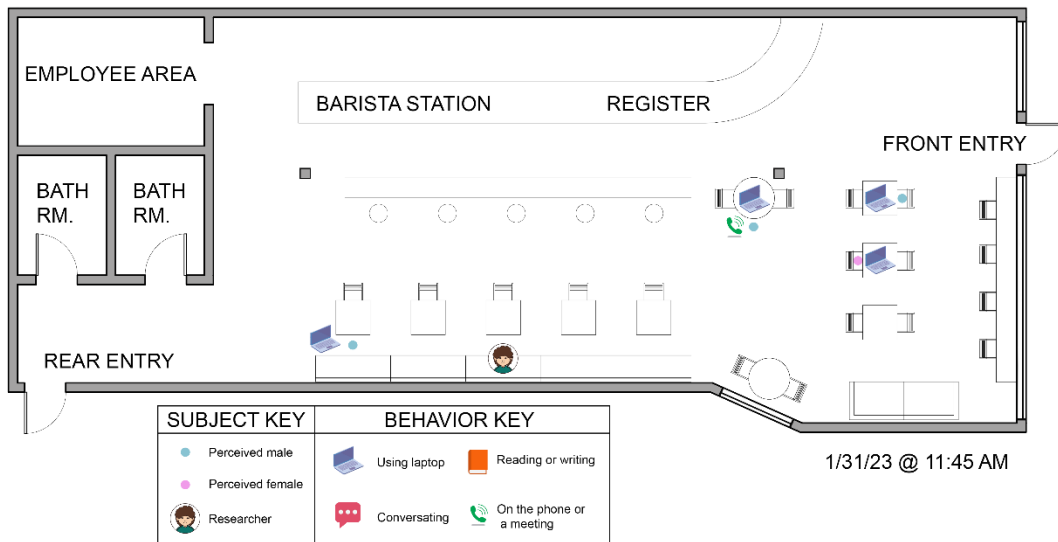 EMPLOYEE AREA
BARISTA STATION
REGISTER
FRONT ENTRY
BATH
RM.
BATH
RM.
REAR ENTRY
SUBJECT KEY
Perceived male
Perceived female
Researcher
BEHAVIOR KEY
Using laptop
Reading or writing
Conversating
On the phone or
a meeting
1/31/23 @ 11:45 AM